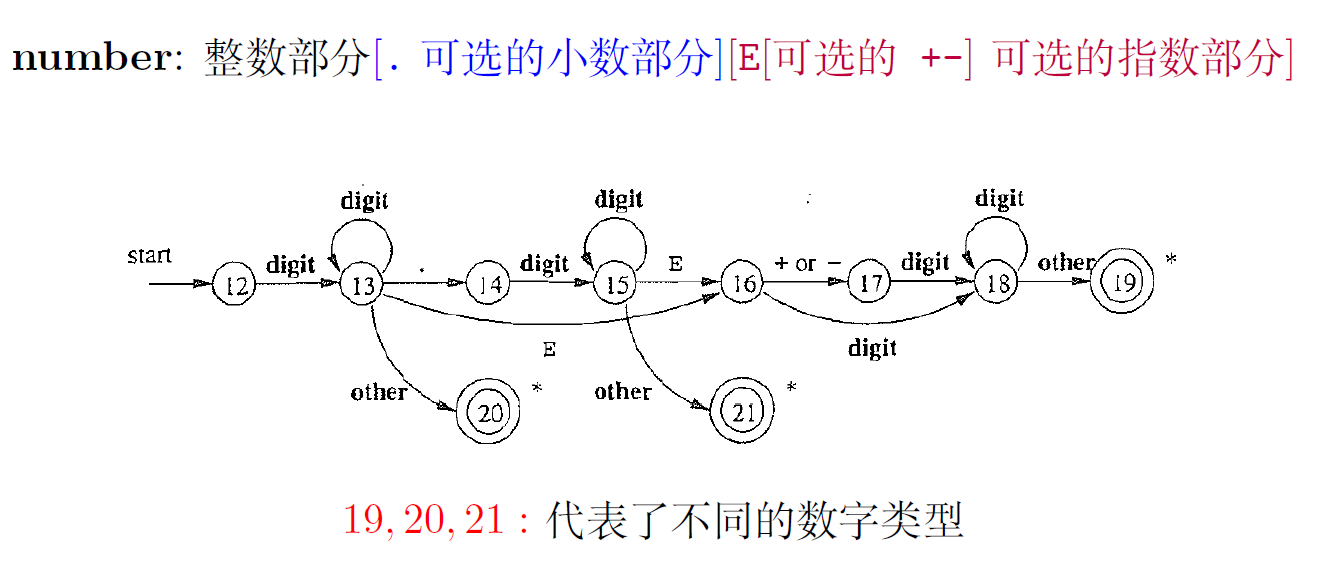 number: 整数部分[. 可选的小数部分][E[可选的 +-] 可选的指数部分]
digit digit digit
start digit . digit E + or - digit other *
12 13 14 15 16 17 18 19
E digit
other * other *
20 21
19, 20, 21 : 代表了不同的数字类型